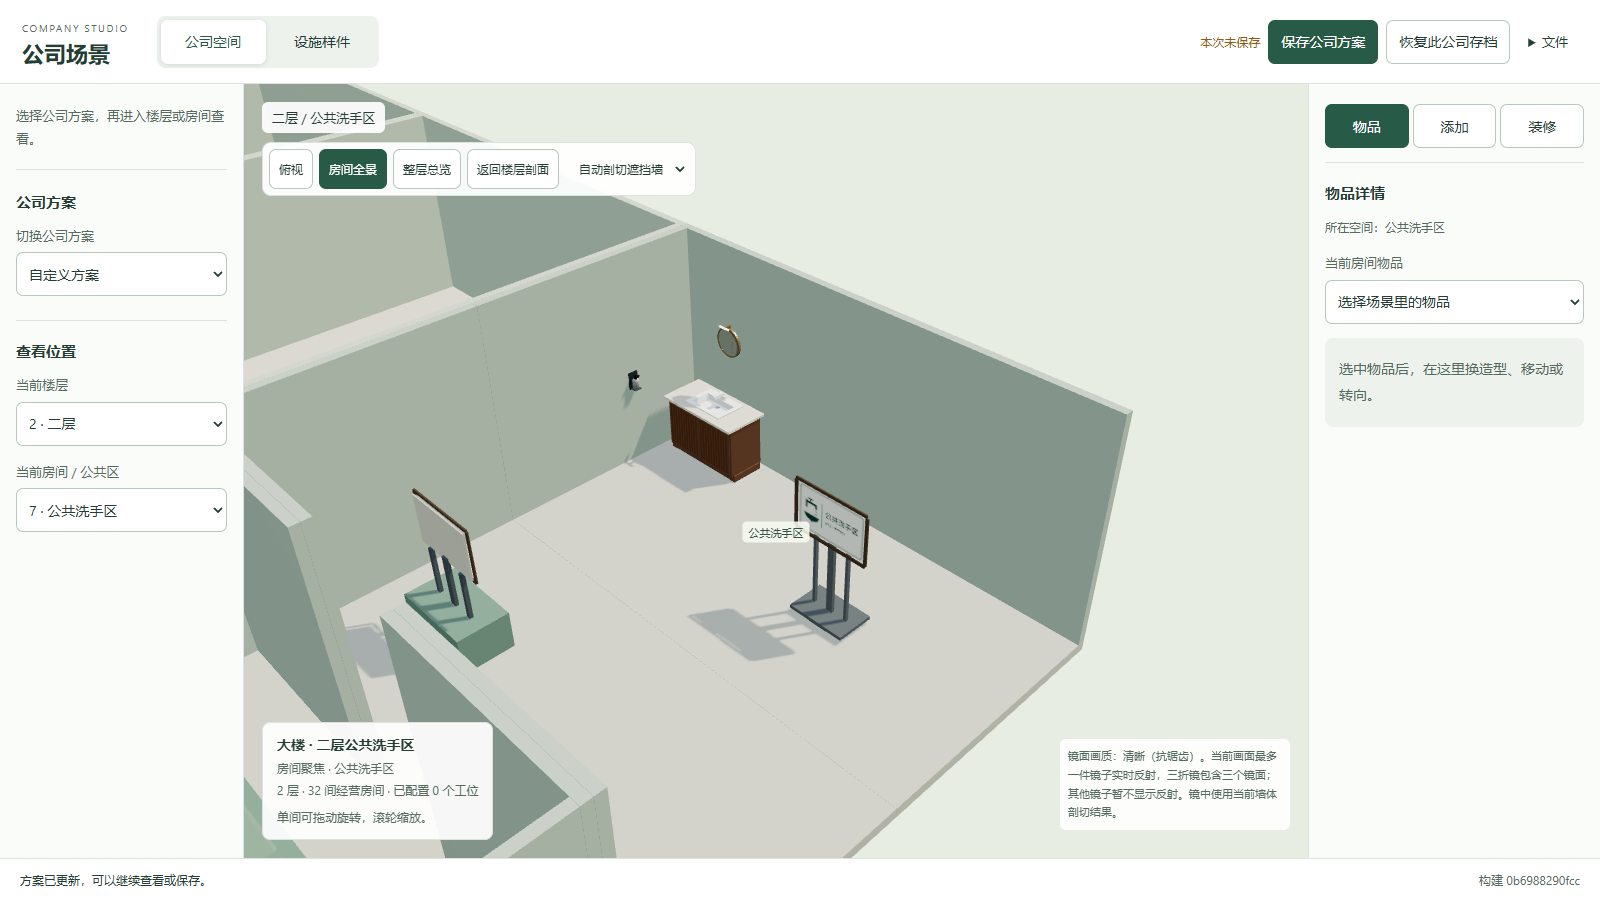 COMPANY STUDIO
公司场景
公司空间
设施样件
本次未保存
保存公司方案
恢复此公司存档
▶ 文件
选择公司方案，再进入楼层或房间查看。
公司方案
切换公司方案
自定义方案
查看位置
当前楼层
2 · 二层
当前房间 / 公共区
7 · 公共洗手区
二层 / 公共洗手区
俯视
房间全景
整层总览
返回楼层剖面
自动剖切遮挡墙
公共洗手区
公共洗手区
大楼 · 二层公共洗手区
房间聚焦 · 公共洗手区
2 层 · 32 间经营房间 · 已配置 0 个工位
单间可拖动旋转，滚轮缩放。
镜面画质：清晰（抗锯齿）。当前画面最多
一件镜子实时反射，三折镜包含三个镜面；
其他镜子暂不显示反射。镜中使用当前墙体
剖切结果。
物品
添加
装修
物品详情
所在空间：公共洗手区
当前房间物品
选择场景里的物品
选中物品后，在这里换造型、移动或
转向。
方案已更新，可以继续查看或保存。
构建 0b6988290fcc